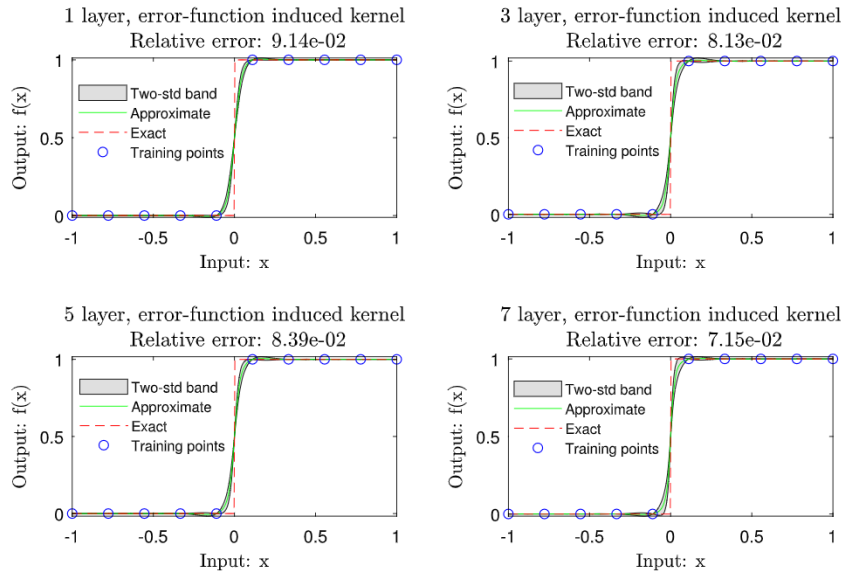 1 layer, error-function induced kernel
Relative error: 9.14e-02
Output: f(x)
1
0.5
0
Two-std band
Approximate
Exact
Training points
-1
-0.5
0
0.5
1
Input: x
3 layer, error-function induced kernel
Relative error: 8.13e-02
Output: f(x)
1
0.5
0
Two-std band
Approximate
Exact
Training points
-1
-0.5
0
0.5
1
Input: x
5 layer, error-function induced kernel
Relative error: 8.39e-02
Output: f(x)
1
0.5
0
Two-std band
Approximate
Exact
Training points
-1
-0.5
0
0.5
1
Input: x
7 layer, error-function induced kernel
Relative error: 7.15e-02
Output: f(x)
1
0.5
0
Two-std band
Approximate
Exact
Training points
-1
-0.5
0
0.5
1
Input: x